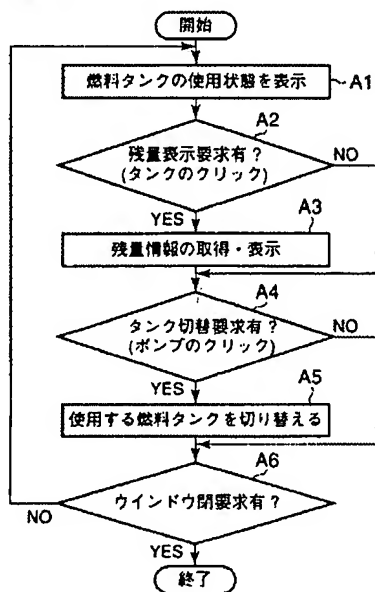 開始
燃料タンクの使用状態を表示
A1
A2
残量表示要求有？
(タンクのクリック)
NO
YES
A3
残量情報の取得・表示
A4
タンク切替要求有？
(ポンプのクリック)
NO
YES
A5
使用する燃料タンクを切り替える
A6
ウインドウ閉要求有？
NO
YES
終了